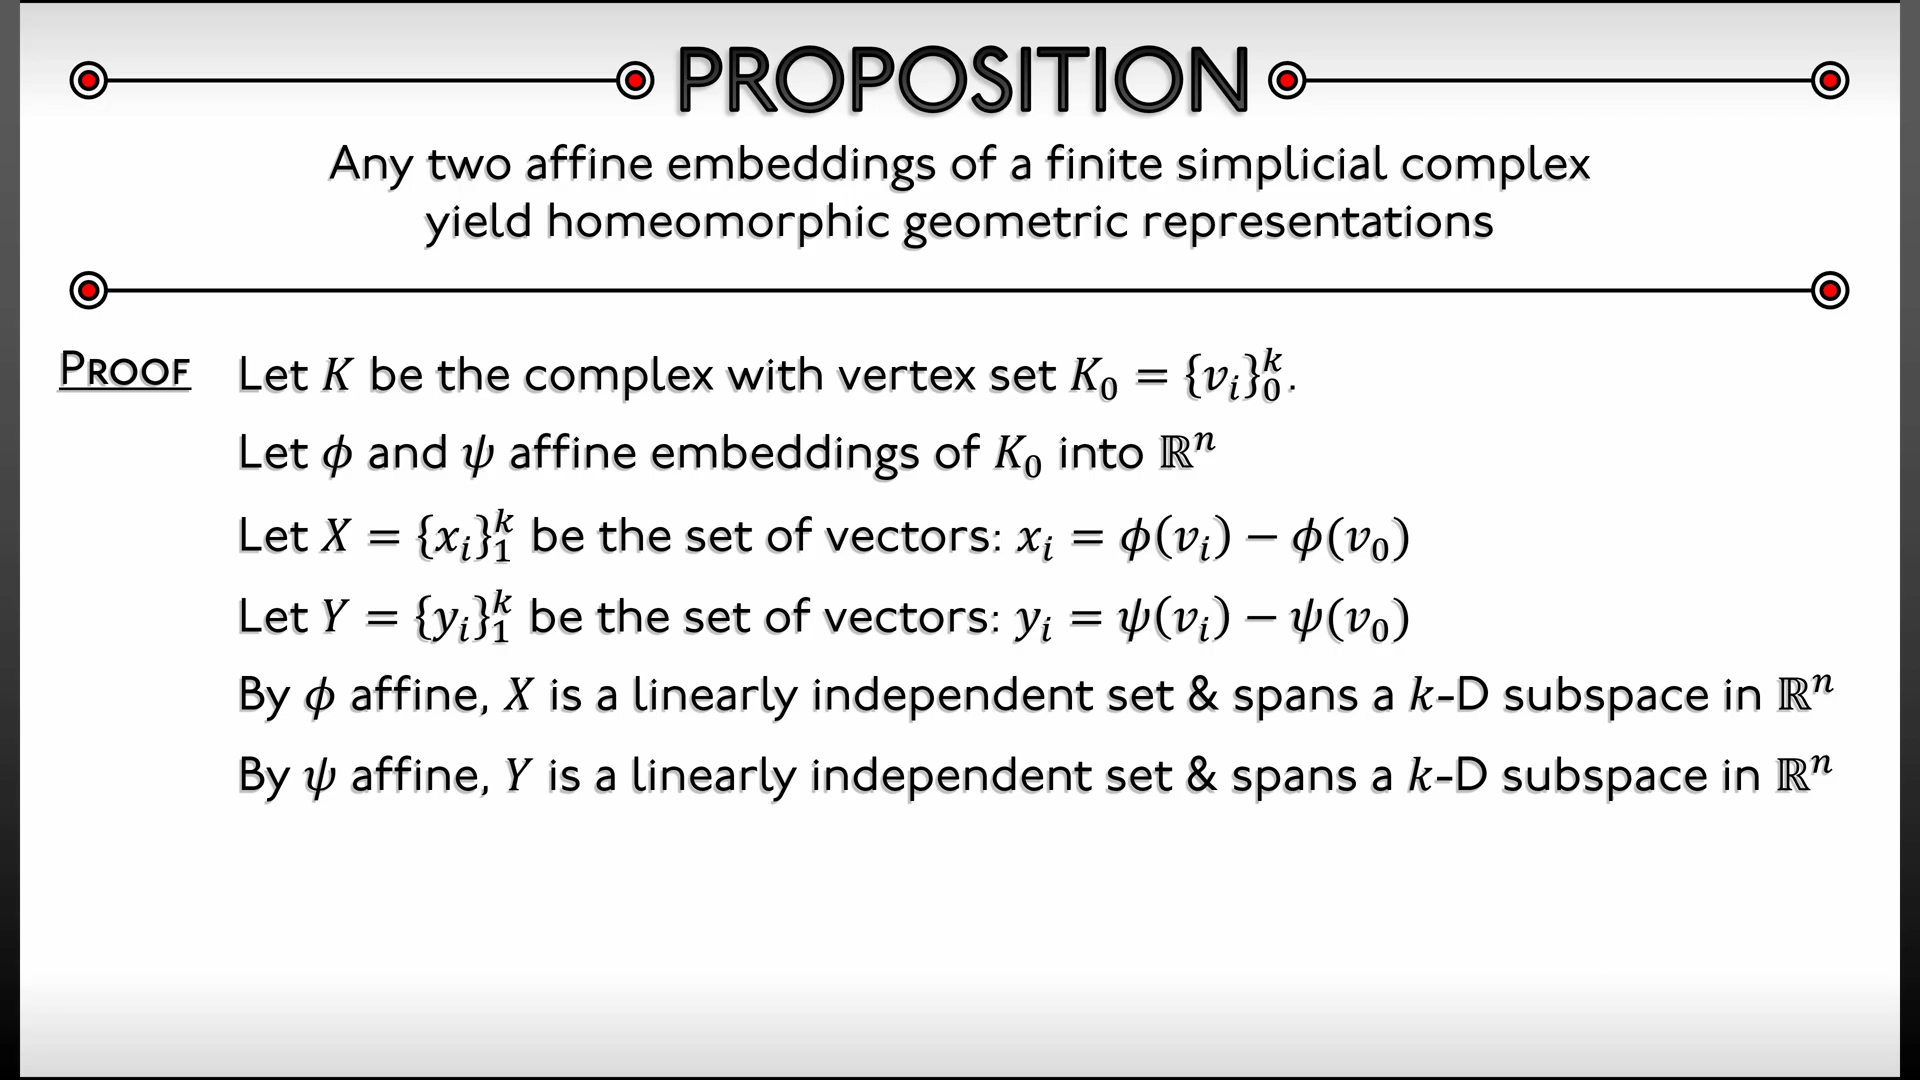 PROPOSITION
Any two affine embeddings of a finite simplicial complex
yield homeomorphic geometric representations
PROOF Let 𝐾 be the complex with vertex set 𝐾₀ = {𝑣ᵢ}₀ᵏ.
Let 𝜙 and 𝜓 affine embeddings of 𝐾₀ into ℝⁿ
Let 𝑋 = {𝑥ᵢ}₁ᵏ be the set of vectors: 𝑥ᵢ = 𝜙(𝑣ᵢ) − 𝜙(𝑣₀)
Let 𝑌 = {𝑦ᵢ}₁ᵏ be the set of vectors: 𝑦ᵢ = 𝜓(𝑣ᵢ) − 𝜓(𝑣₀)
By 𝜙 affine, 𝑋 is a linearly independent set & spans a 𝑘-D subspace in ℝⁿ
By 𝜓 affine, 𝑌 is a linearly independent set & spans a 𝑘-D subspace in ℝⁿ